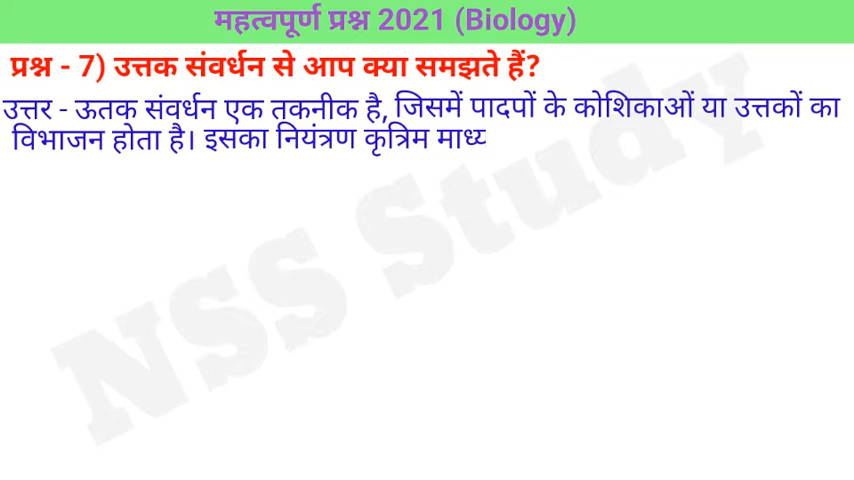 महत्वपूर्ण प्रश्न 2021 (Biology)
प्रश्न - 7) उत्तक संवर्धन से आप क्या समझते हैं?
उत्तर - ऊतक संवर्धन एक तकनीक है, जिसमें पादपों के कोशिकाओं या उत्तकों का
विभाजन होता है। इसका नियंत्रण कृत्रिम माध्य
NSS Study